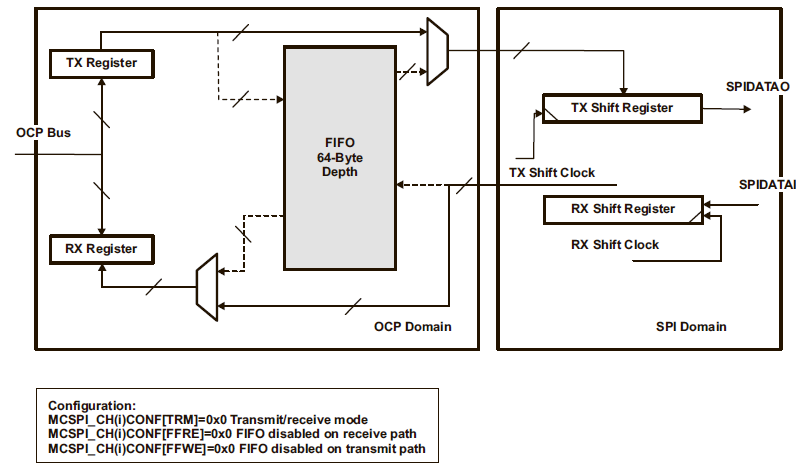 TX Register
SPIDATAO
TX Shift Register
OCP Bus
FIFO
64-Byte
Depth
TX Shift Clock
SPIDATAI
RX Shift Register
RX Register
RX Shift Clock
OCP Domain
SPI Domain
Configuration:
MCSPI_CH(i)CONF[TRM]=0x0 Transmit/receive mode
MCSPI_CH(i)CONF[FFRE]=0x0 FIFO disabled on receive path
MCSPI_CH(i)CONF[FFWE]=0x0 FIFO disabled on transmit path